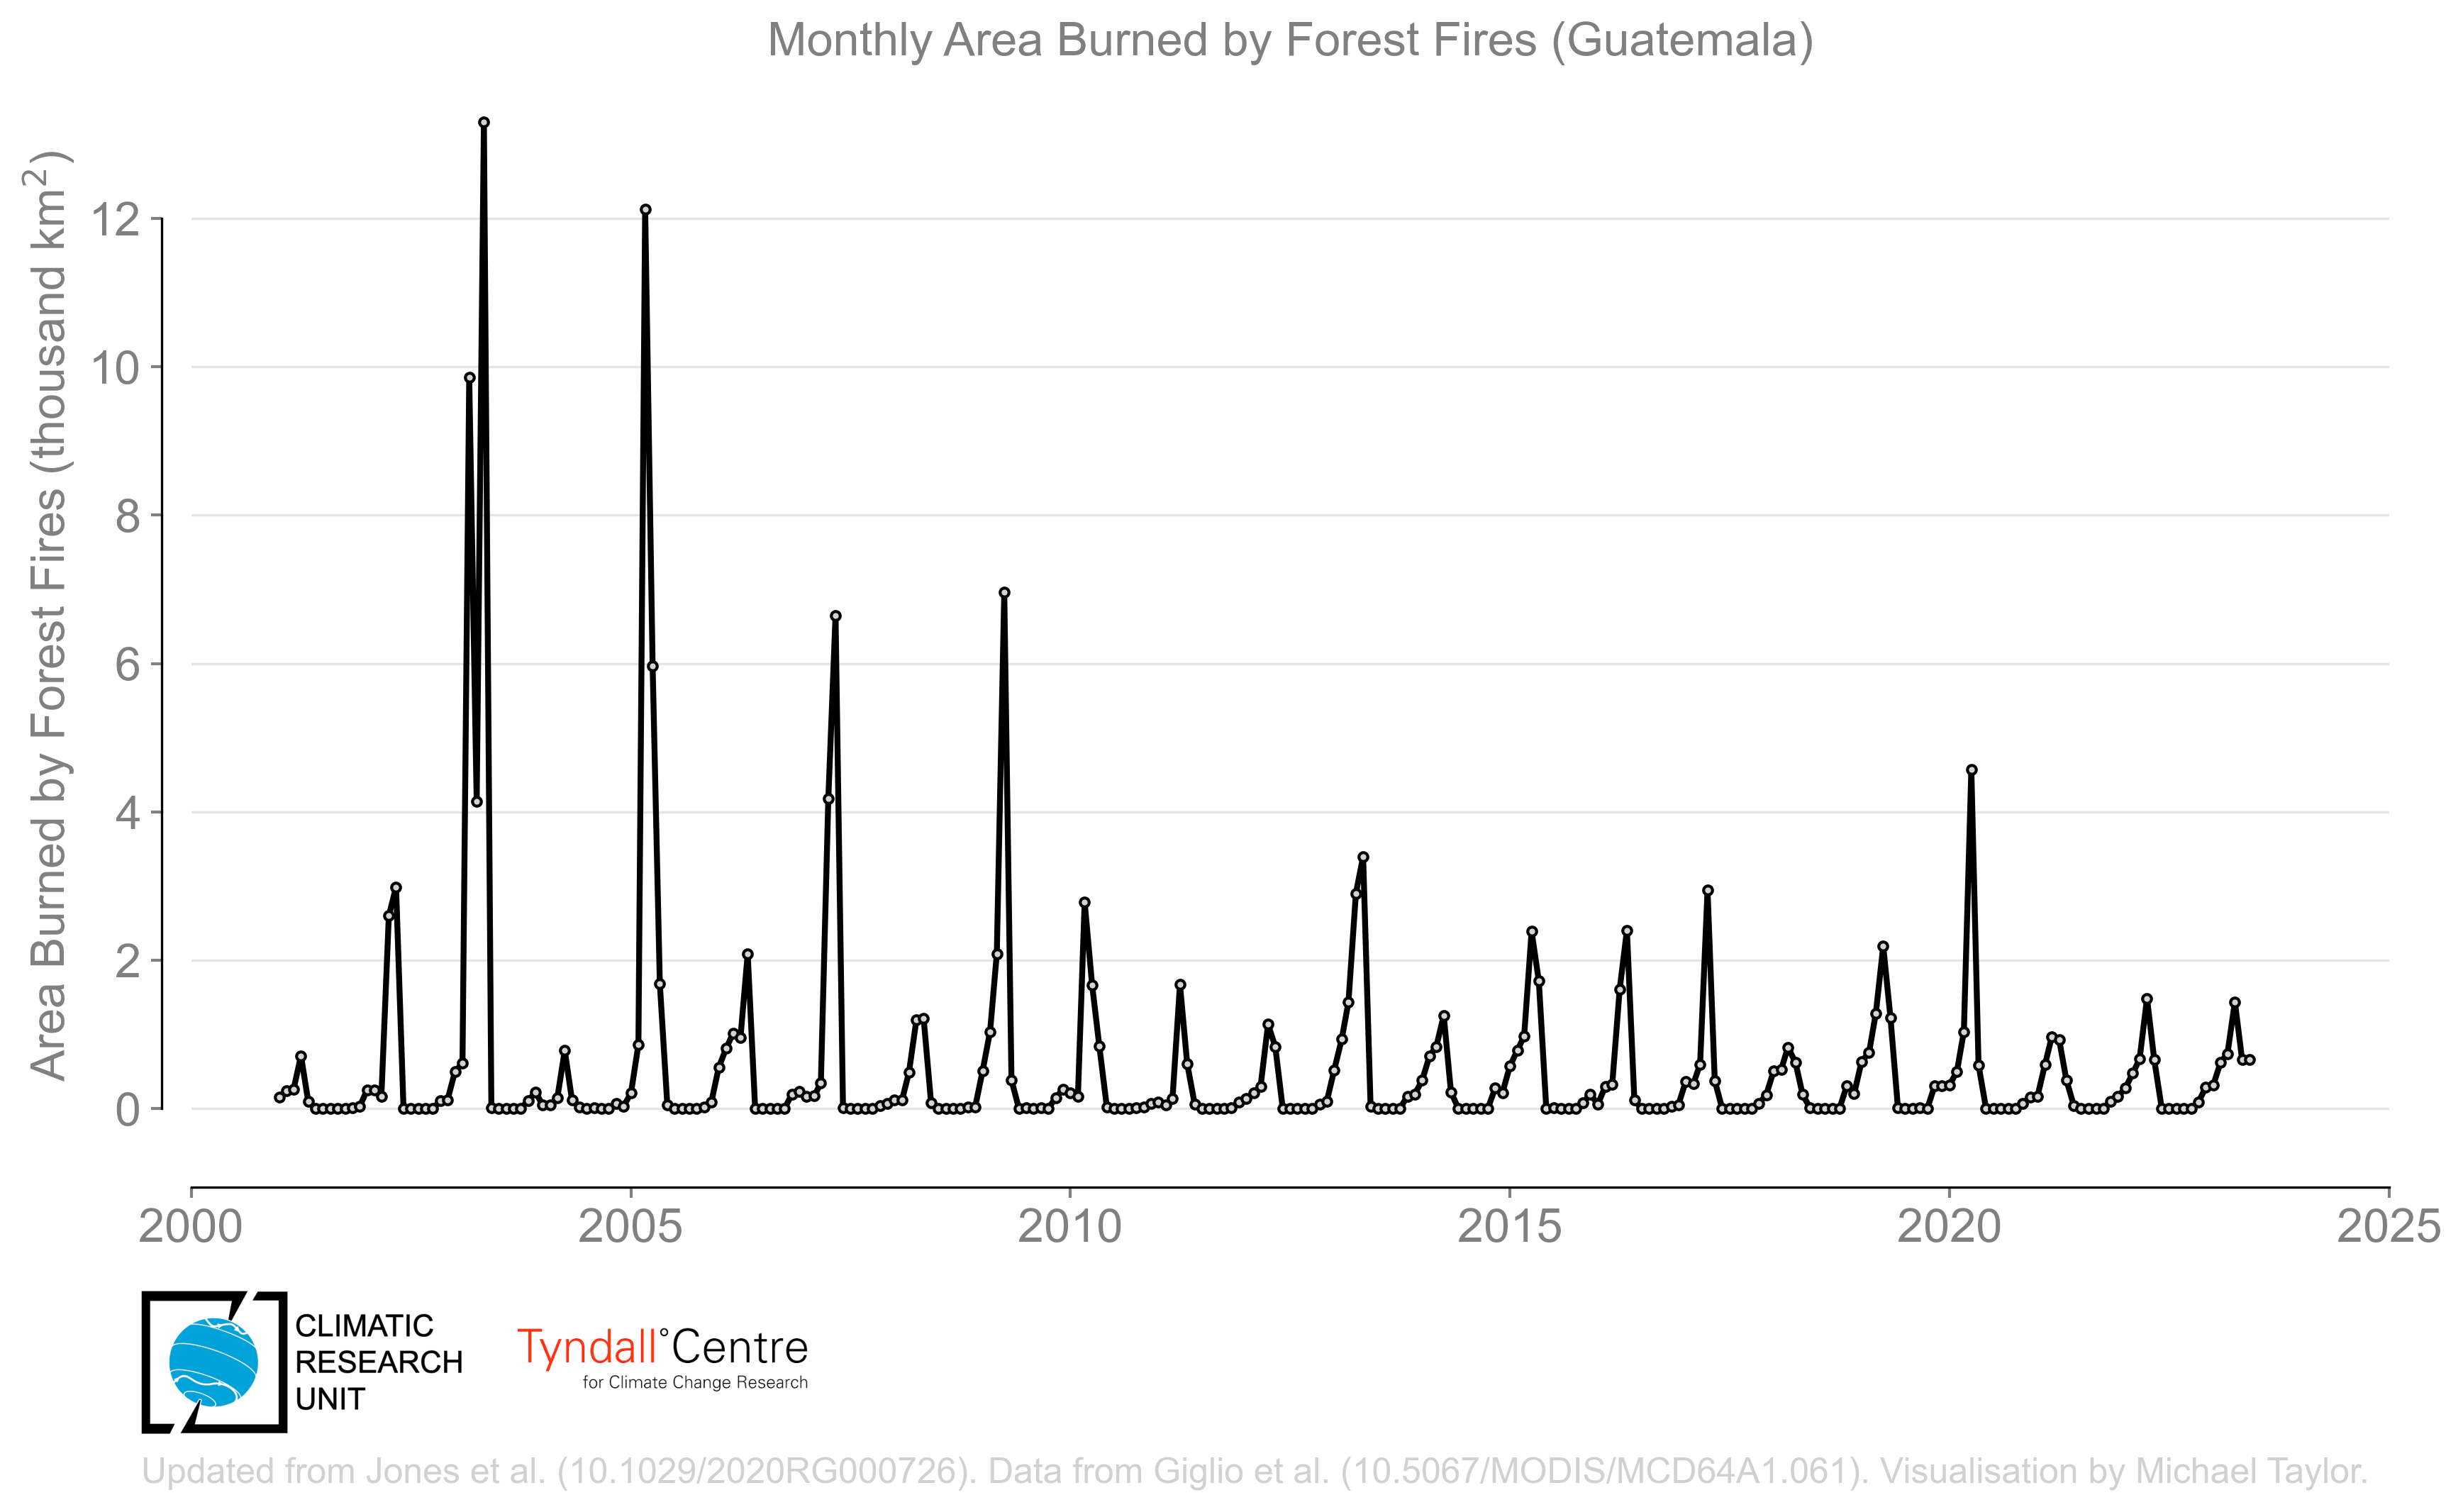 Monthly Area Burned by Forest Fires (Guatemala)
Area Burned by Forest Fires (thousand km²)
12
10
8
6
4
2
0
2000 2005 2010 2015 2020 2025
CLIMATIC
RESEARCH
UNIT
Tyndall°Centre
for Climate Change Research
Updated from Jones et al. (10.1029/2020RG000726). Data from Giglio et al. (10.5067/MODIS/MCD64A1.061). Visualisation by Michael Taylor.